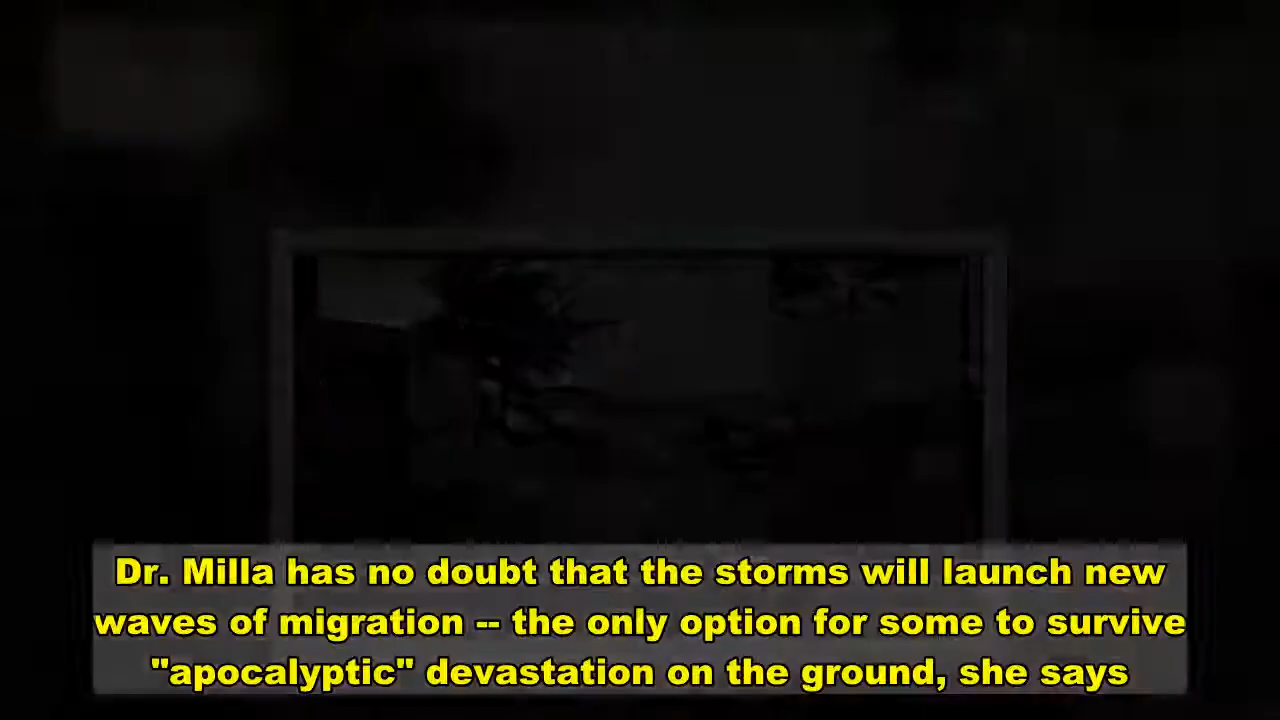 Dr. Milla has no doubt that the storms will launch new
waves of migration -- the only option for some to survive
"apocalyptic" devastation on the ground, she says